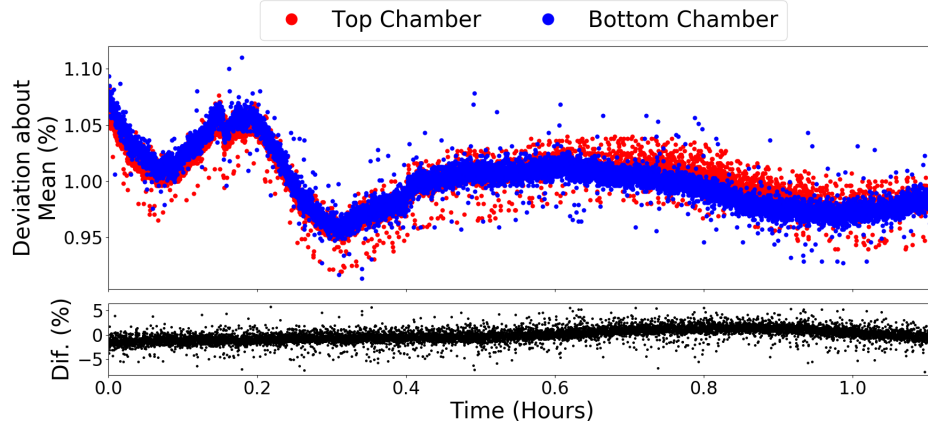 Top Chamber
Bottom Chamber
Deviation about
Mean (%)
1.10
1.05
1.00
0.95
Dif. (%)
5
0
−5
0.0
0.2
0.4
0.6
0.8
1.0
Time (Hours)